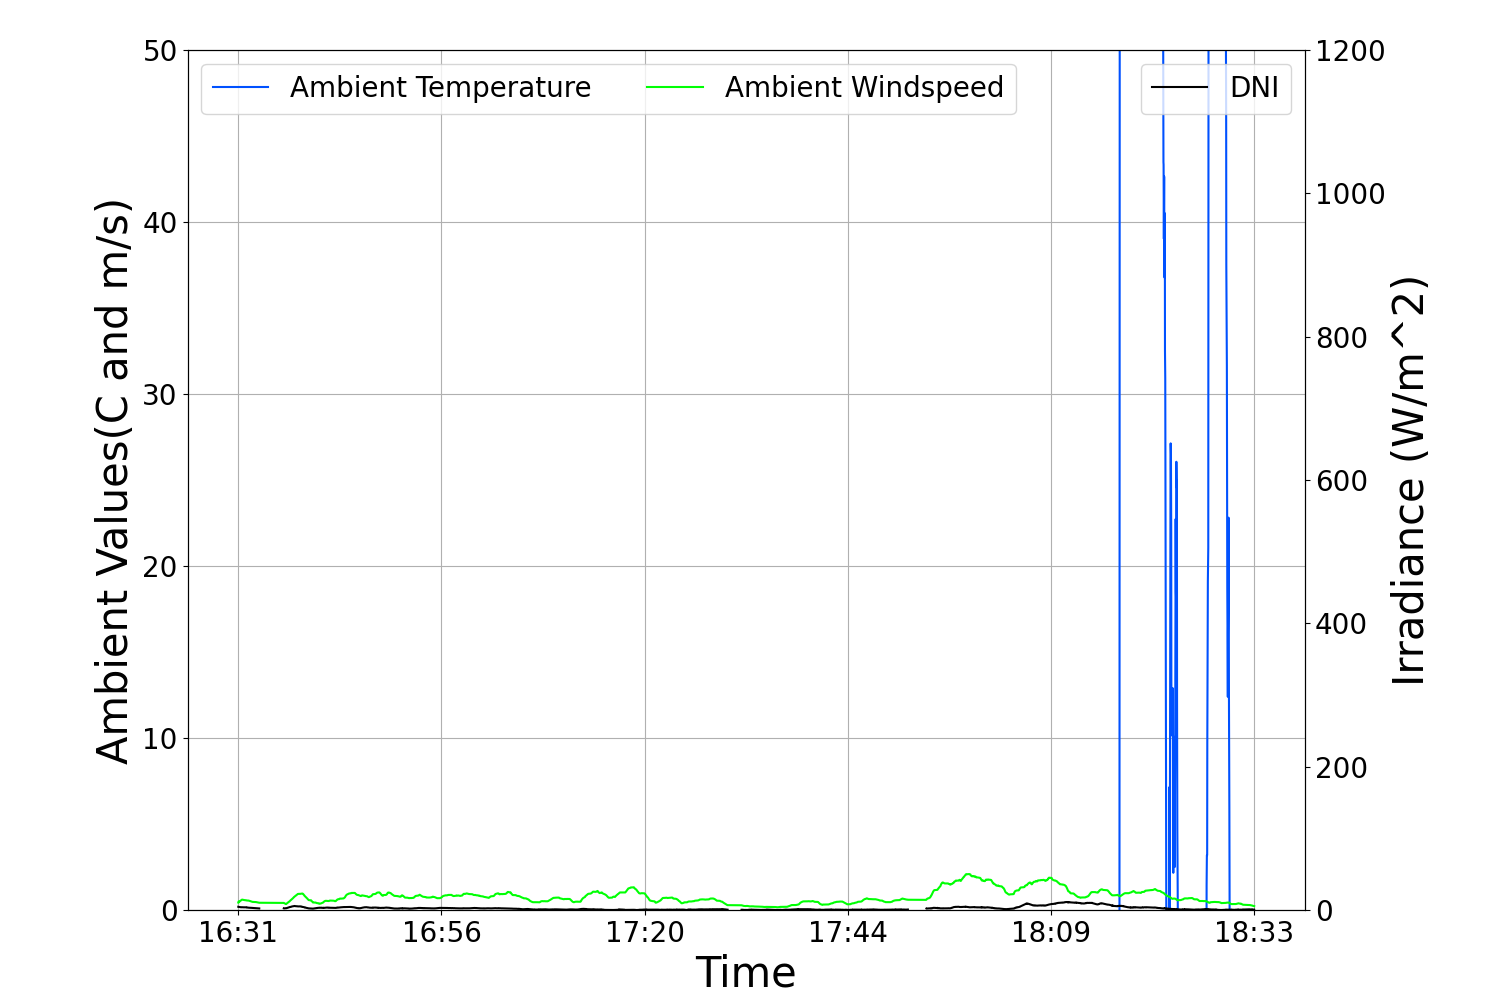 Ambient Temperature
Ambient Windspeed
DNI
Ambient Values(C and m/s)
50
40
30
20
10
0
1200
1000
800
600
400
200
0
Irradiance (W/m^2)
16:31 16:56 17:20 17:44 18:09 18:33
Time